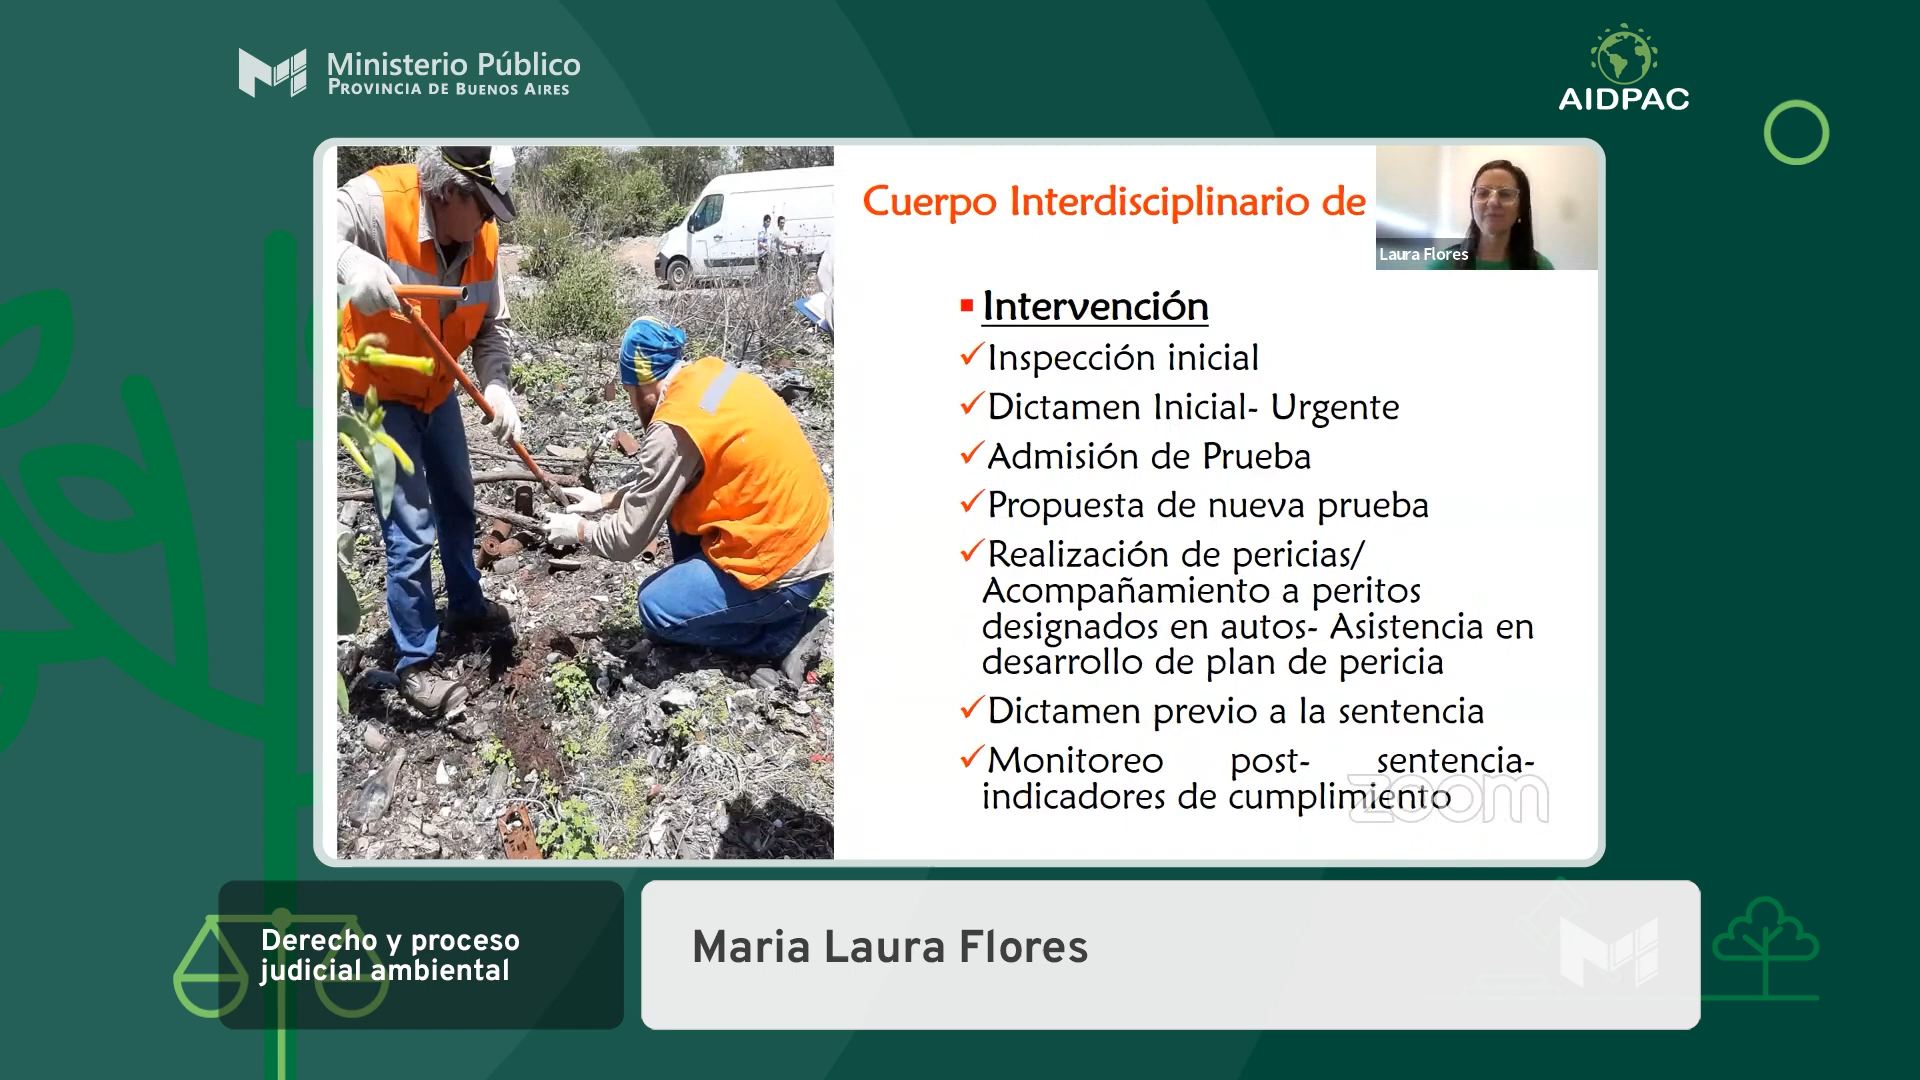 Ministerio Público
PROVINCIA DE BUENOS AIRES
AIDPAC
Cuerpo Interdisciplinario de
Laura Flores
Intervención
Inspección inicial
Dictamen Inicial- Urgente
Admisión de Prueba
Propuesta de nueva prueba
Realización de pericias/
Acompañamiento a peritos
designados en autos- Asistencia en
desarrollo de plan de pericia
Dictamen previo a la sentencia
Monitoreo post- sentencia-
indicadores de cumplimiento
zoom
Derecho y proceso
judicial ambiental
Maria Laura Flores